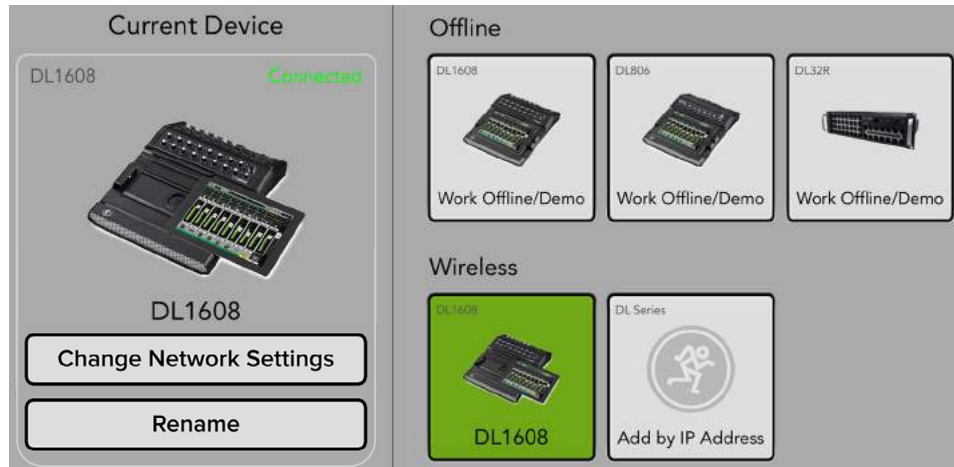 Current Device
DL1608
Connected
DL1608
Change Network Settings
Rename
Offline
DL1608
Work Offline/Demo
DL806
Work Offline/Demo
DL32R
Work Offline/Demo
Wireless
DL1608
DL1608
DL Series
Add by IP Address